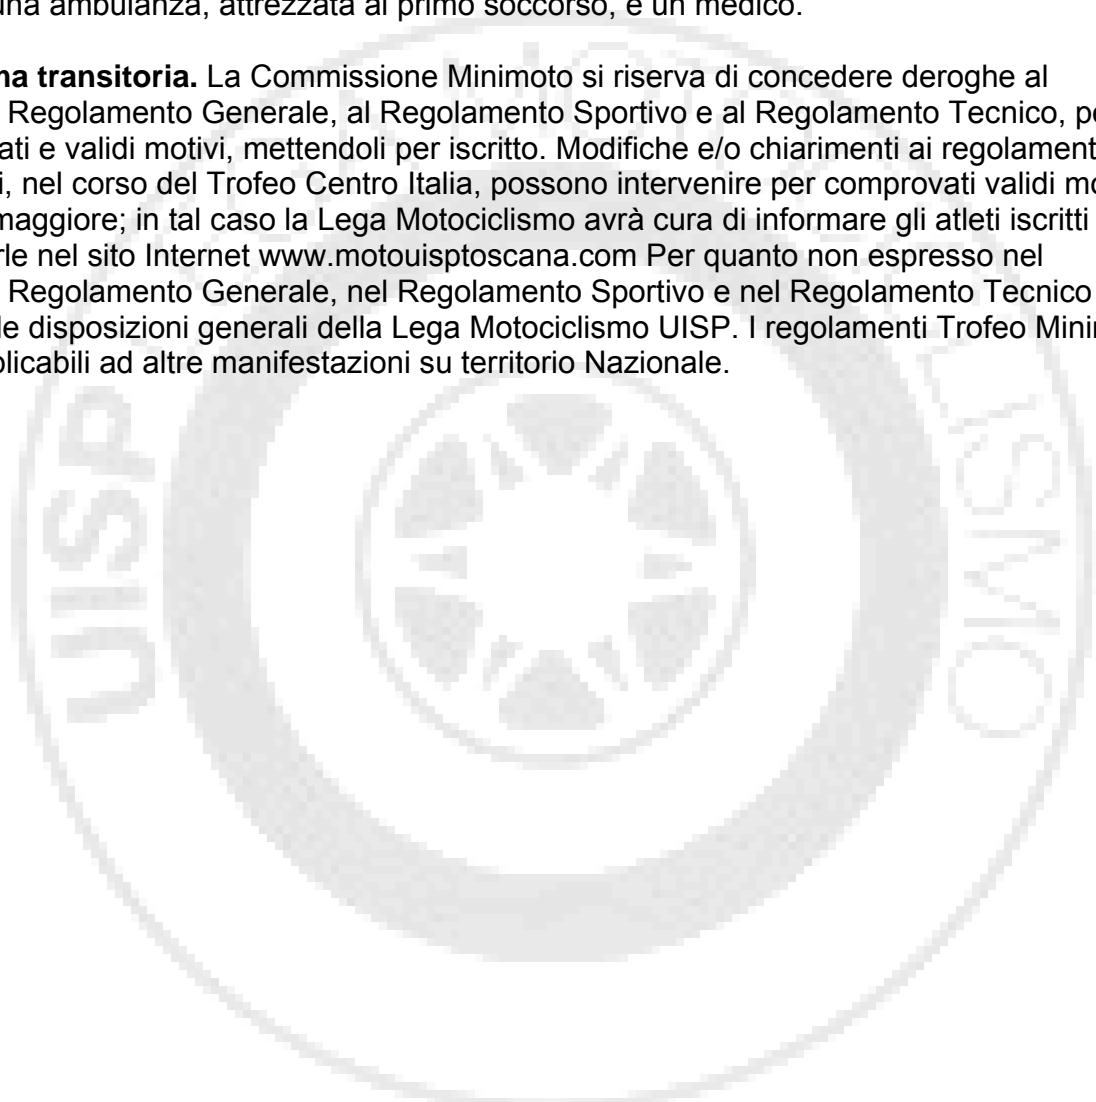 una ambulanza, attrezzata al primo soccorso, e un medico.
ma transitoria. La Commissione Minimoto si riserva di concedere deroghe al
Regolamento Generale, al Regolamento Sportivo e al Regolamento Tecnico, pe
ati e validi motivi, mettendoli per iscritto. Modifiche e/o chiarimenti ai regolament
i, nel corso del Trofeo Centro Italia, possono intervenire per comprovati validi mo
maggiore; in tal caso la Lega Motociclismo avrà cura di informare gli atleti iscritti
rle nel sito Internet www.motouisptoscana.com Per quanto non espresso nel
Regolamento Generale, nel Regolamento Sportivo e nel Regolamento Tecnico
le disposizioni generali della Lega Motociclismo UISP. I regolamenti Trofeo Minir
plicabili ad altre manifestazioni su territorio Nazionale.
UISP